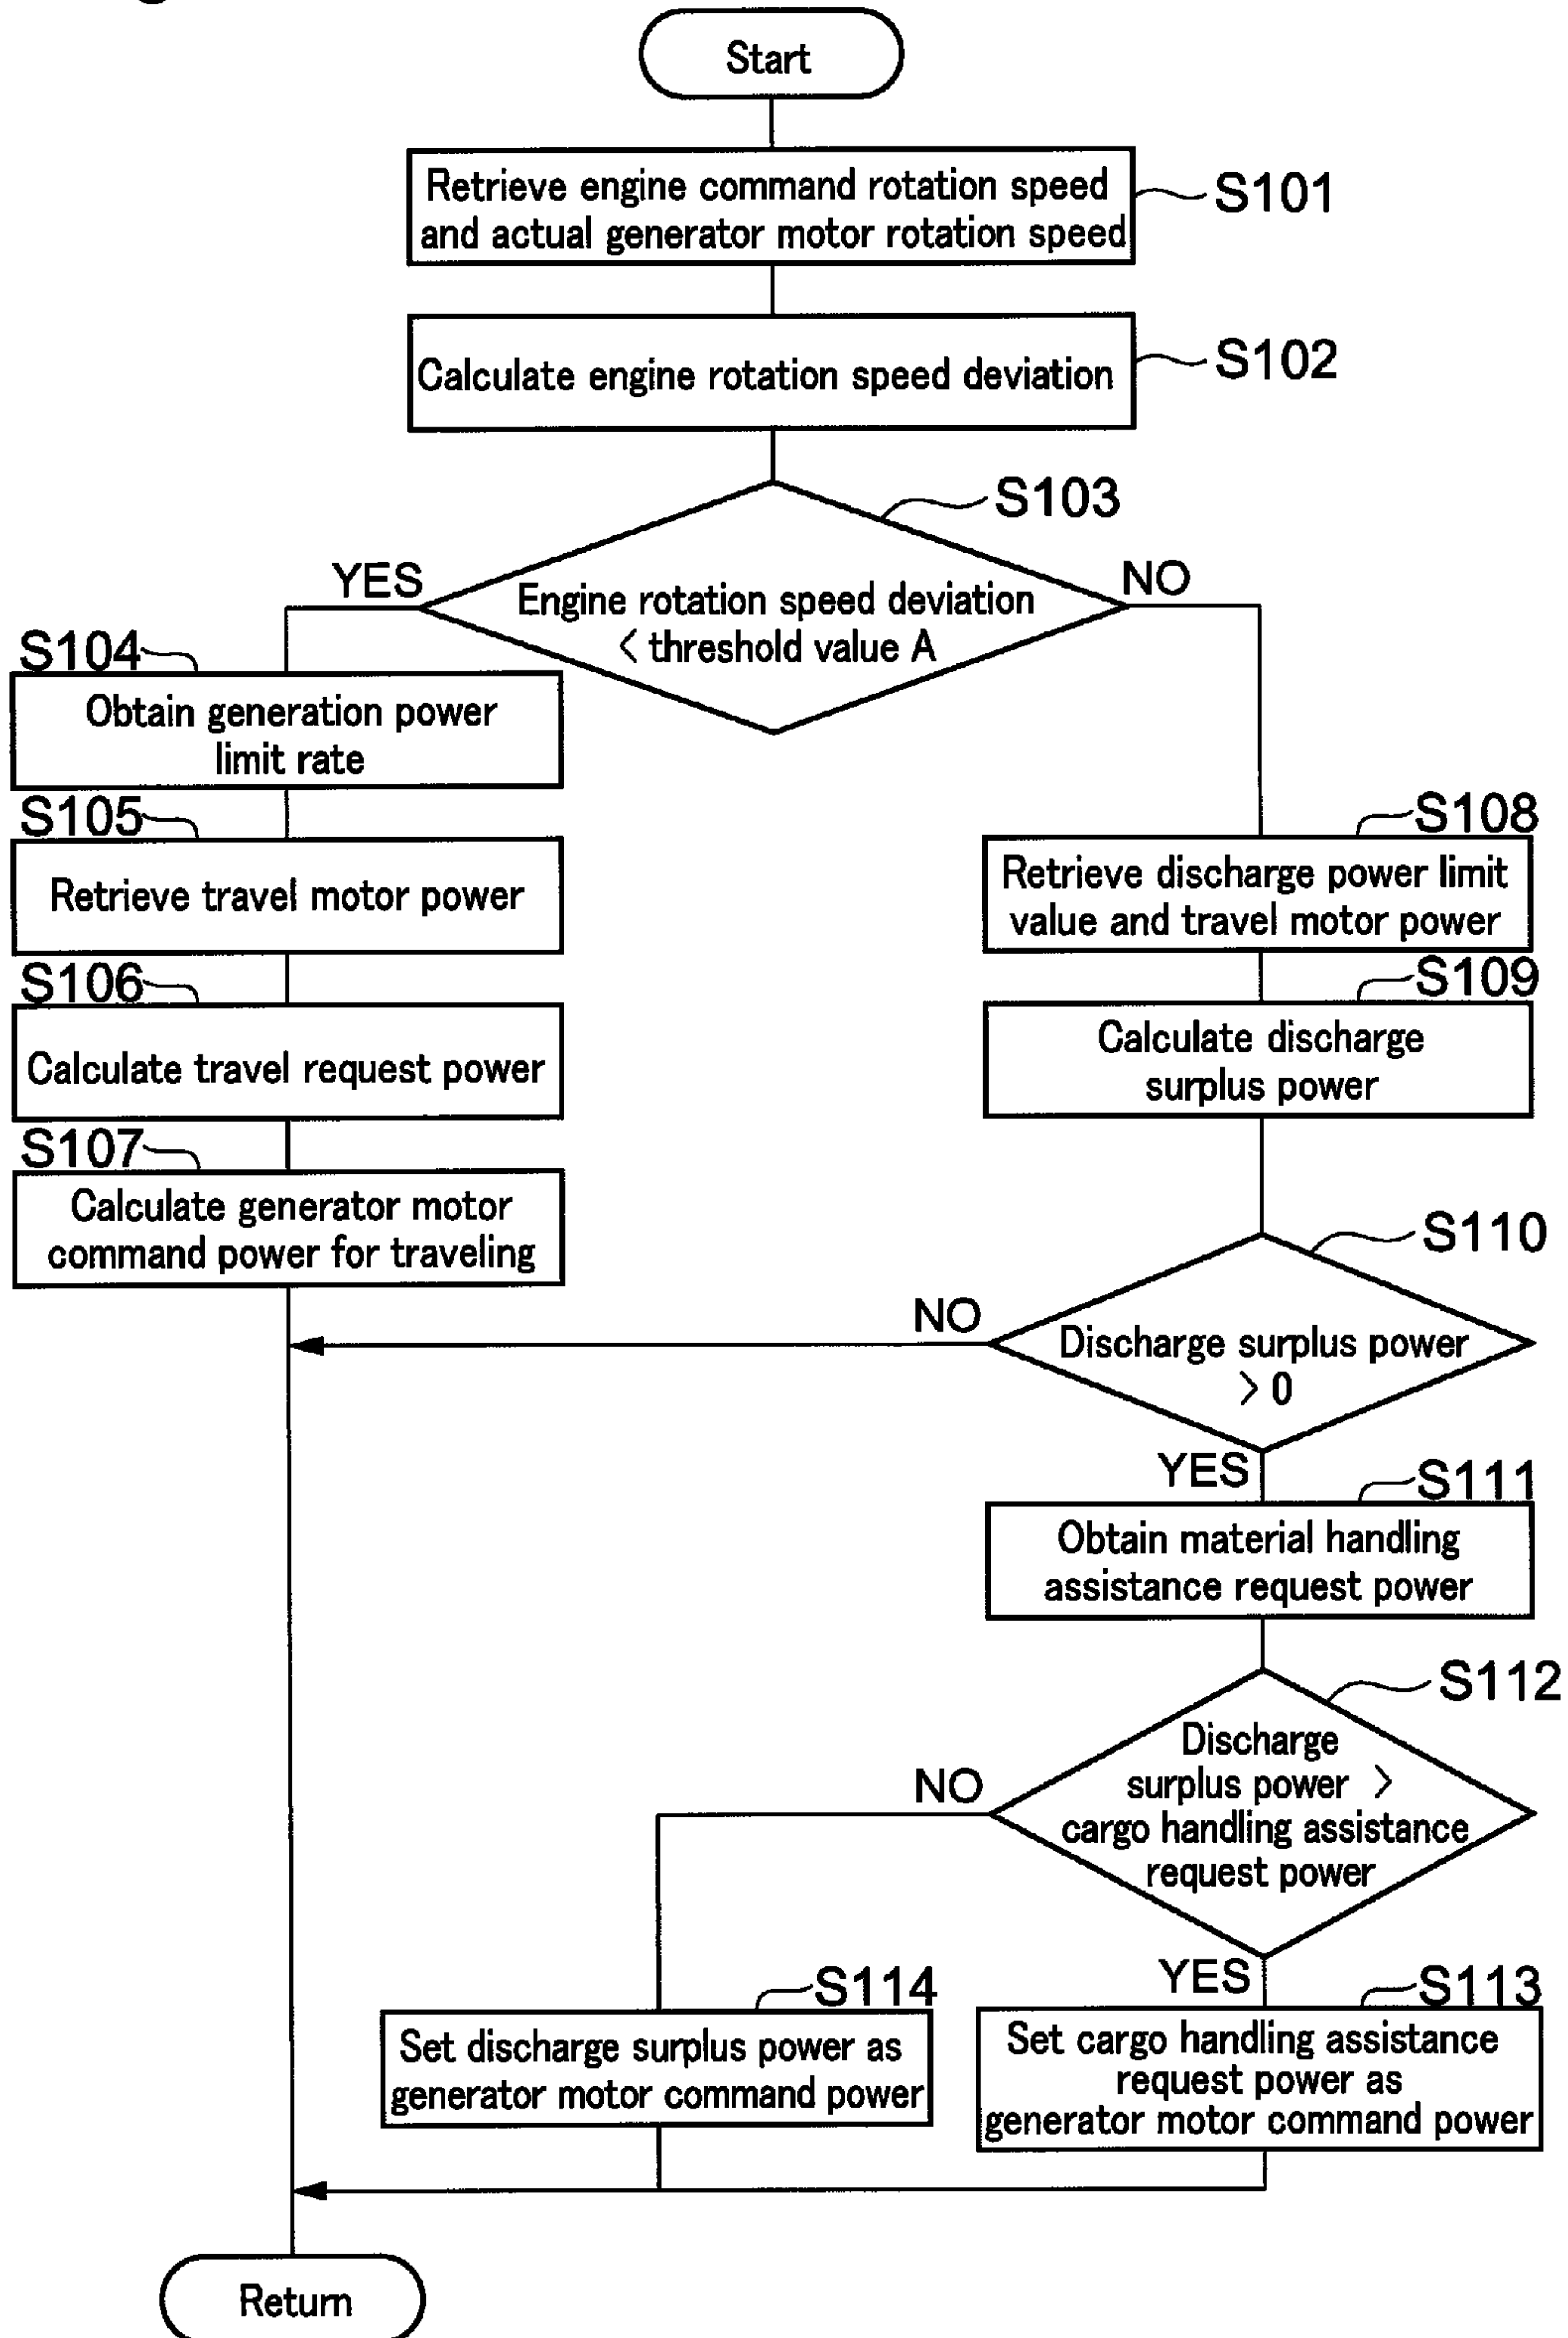 Start
Retrieve engine command rotation speed
and actual generator motor rotation speed
S101
Calculate engine rotation speed deviation
S102
S103
Engine rotation speed deviation
< threshold value A
YES
NO
S104
Obtain generation power
limit rate
S105
Retrieve travel motor power
S106
Calculate travel request power
S107
Calculate generator motor
command power for traveling
S108
Retrieve discharge power limit
value and travel motor power
S109
Calculate discharge
surplus power
S110
NO
Discharge surplus power
> 0
YES
S111
Obtain material handling
assistance request power
S112
NO
Discharge
surplus power >
cargo handling assistance
request power
YES
S114
Set discharge surplus power as
generator motor command power
S113
Set cargo handling assistance
request power as
generator motor command power
Return